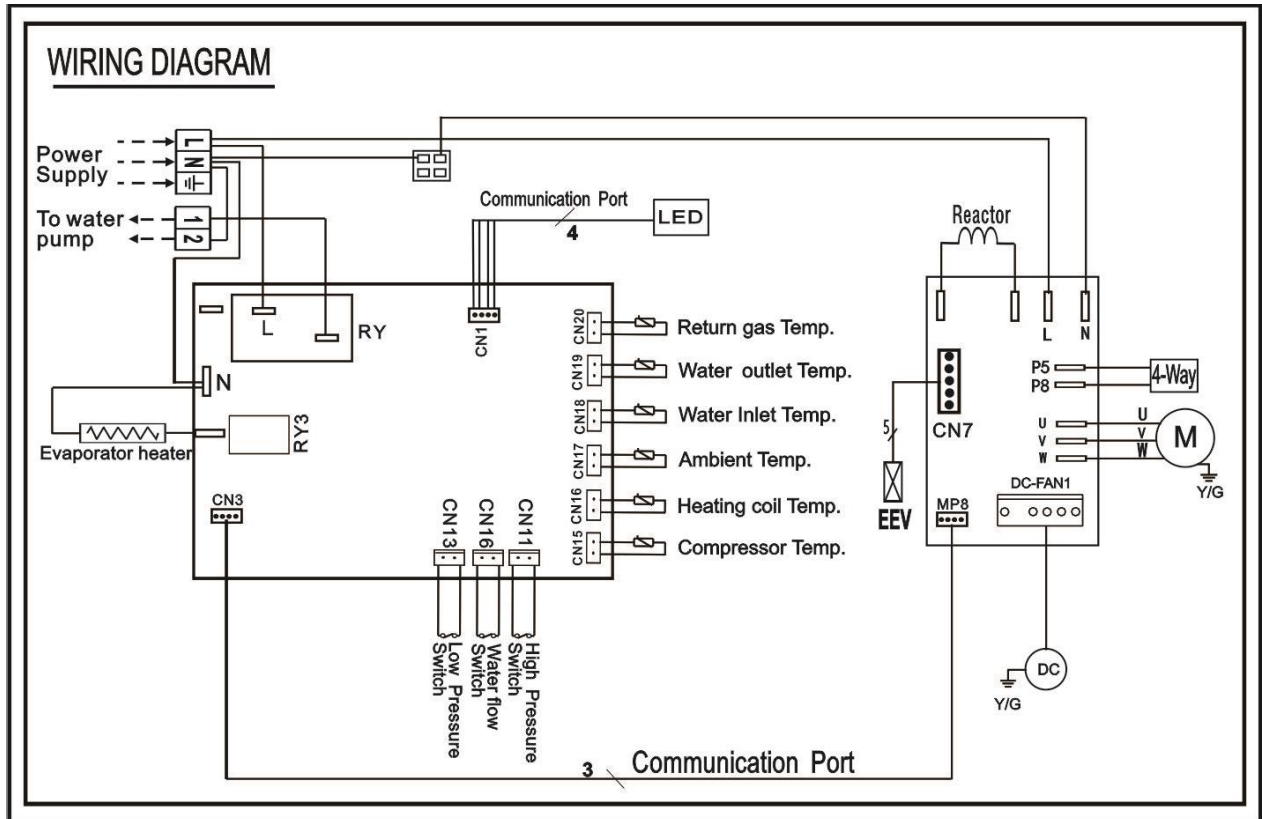 WIRING DIAGRAM
Power
Supply
L
N
To water
pump
1
2
Communication Port
4
LED
Reactor
L
RY
CN1
N
RY3
Evaporator heater
CN3
CN20
Return gas Temp.
CN19
Water outlet Temp.
CN18
Water Inlet Temp.
CN17
Ambient Temp.
CN16
Heating coil Temp.
CN15
Compressor Temp.
CN13
CN16
CN11
Low Pressure
Switch
Water flow
Switch
High Pressure
Switch
L
N
P5
P8
4-Way
CN7
5
EEV
U
V
W
U
V
W
M
Y/G
DC-FAN1
MP8
DC
Y/G
3
Communication Port